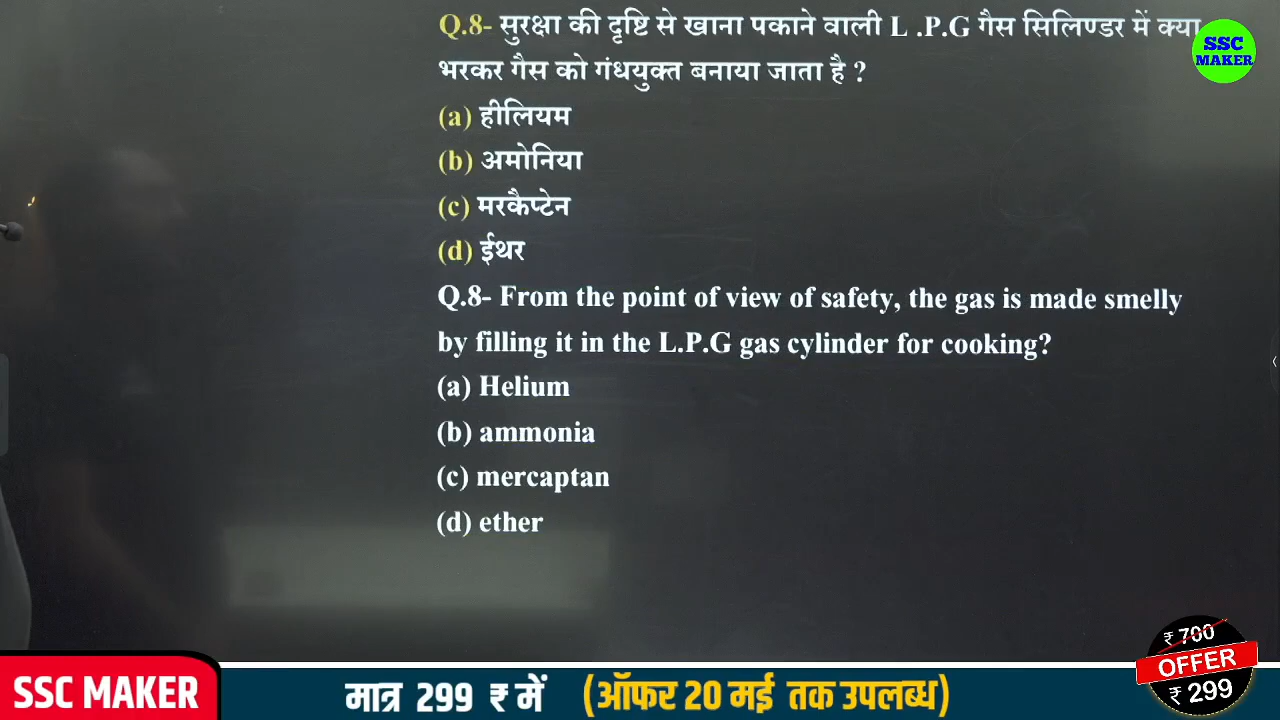 Q.8- सुरक्षा की दृष्टि से खाना पकाने वाली L .P.G गैस सिलिण्डर में क्या
भरकर गैस को गंधयुक्त बनाया जाता है ?
(a) हीलियम
(b) अमोनिया
(c) मरकैप्टेन
(d) ईथर
Q.8- From the point of view of safety, the gas is made smelly
by filling it in the L.P.G gas cylinder for cooking?
(a) Helium
(b) ammonia
(c) mercaptan
(d) ether
SSC
MAKER
SSC MAKER
मात्र 299 ₹ में (ऑफर 20 मई तक उपलब्ध)
₹ 700
OFFER
₹ 299